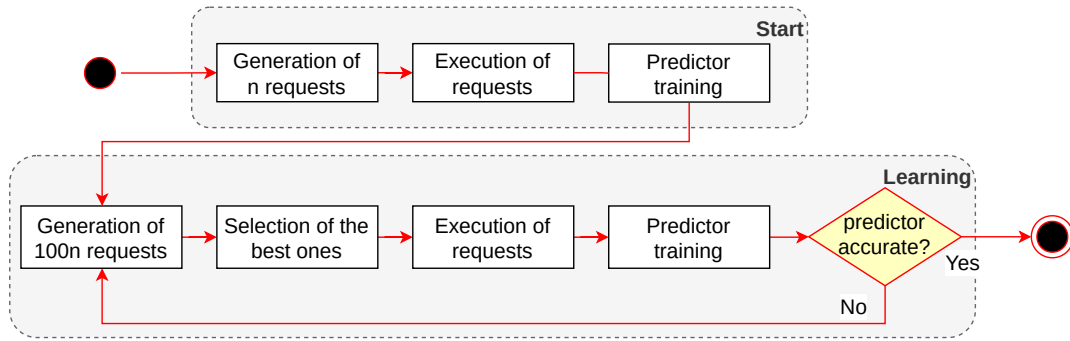 Start
Generation of
n requests
Execution of
requests
Predictor
training
Learning
Generation of
100n requests
Selection of the
best ones
Execution of
requests
Predictor
training
predictor
accurate?
Yes
No